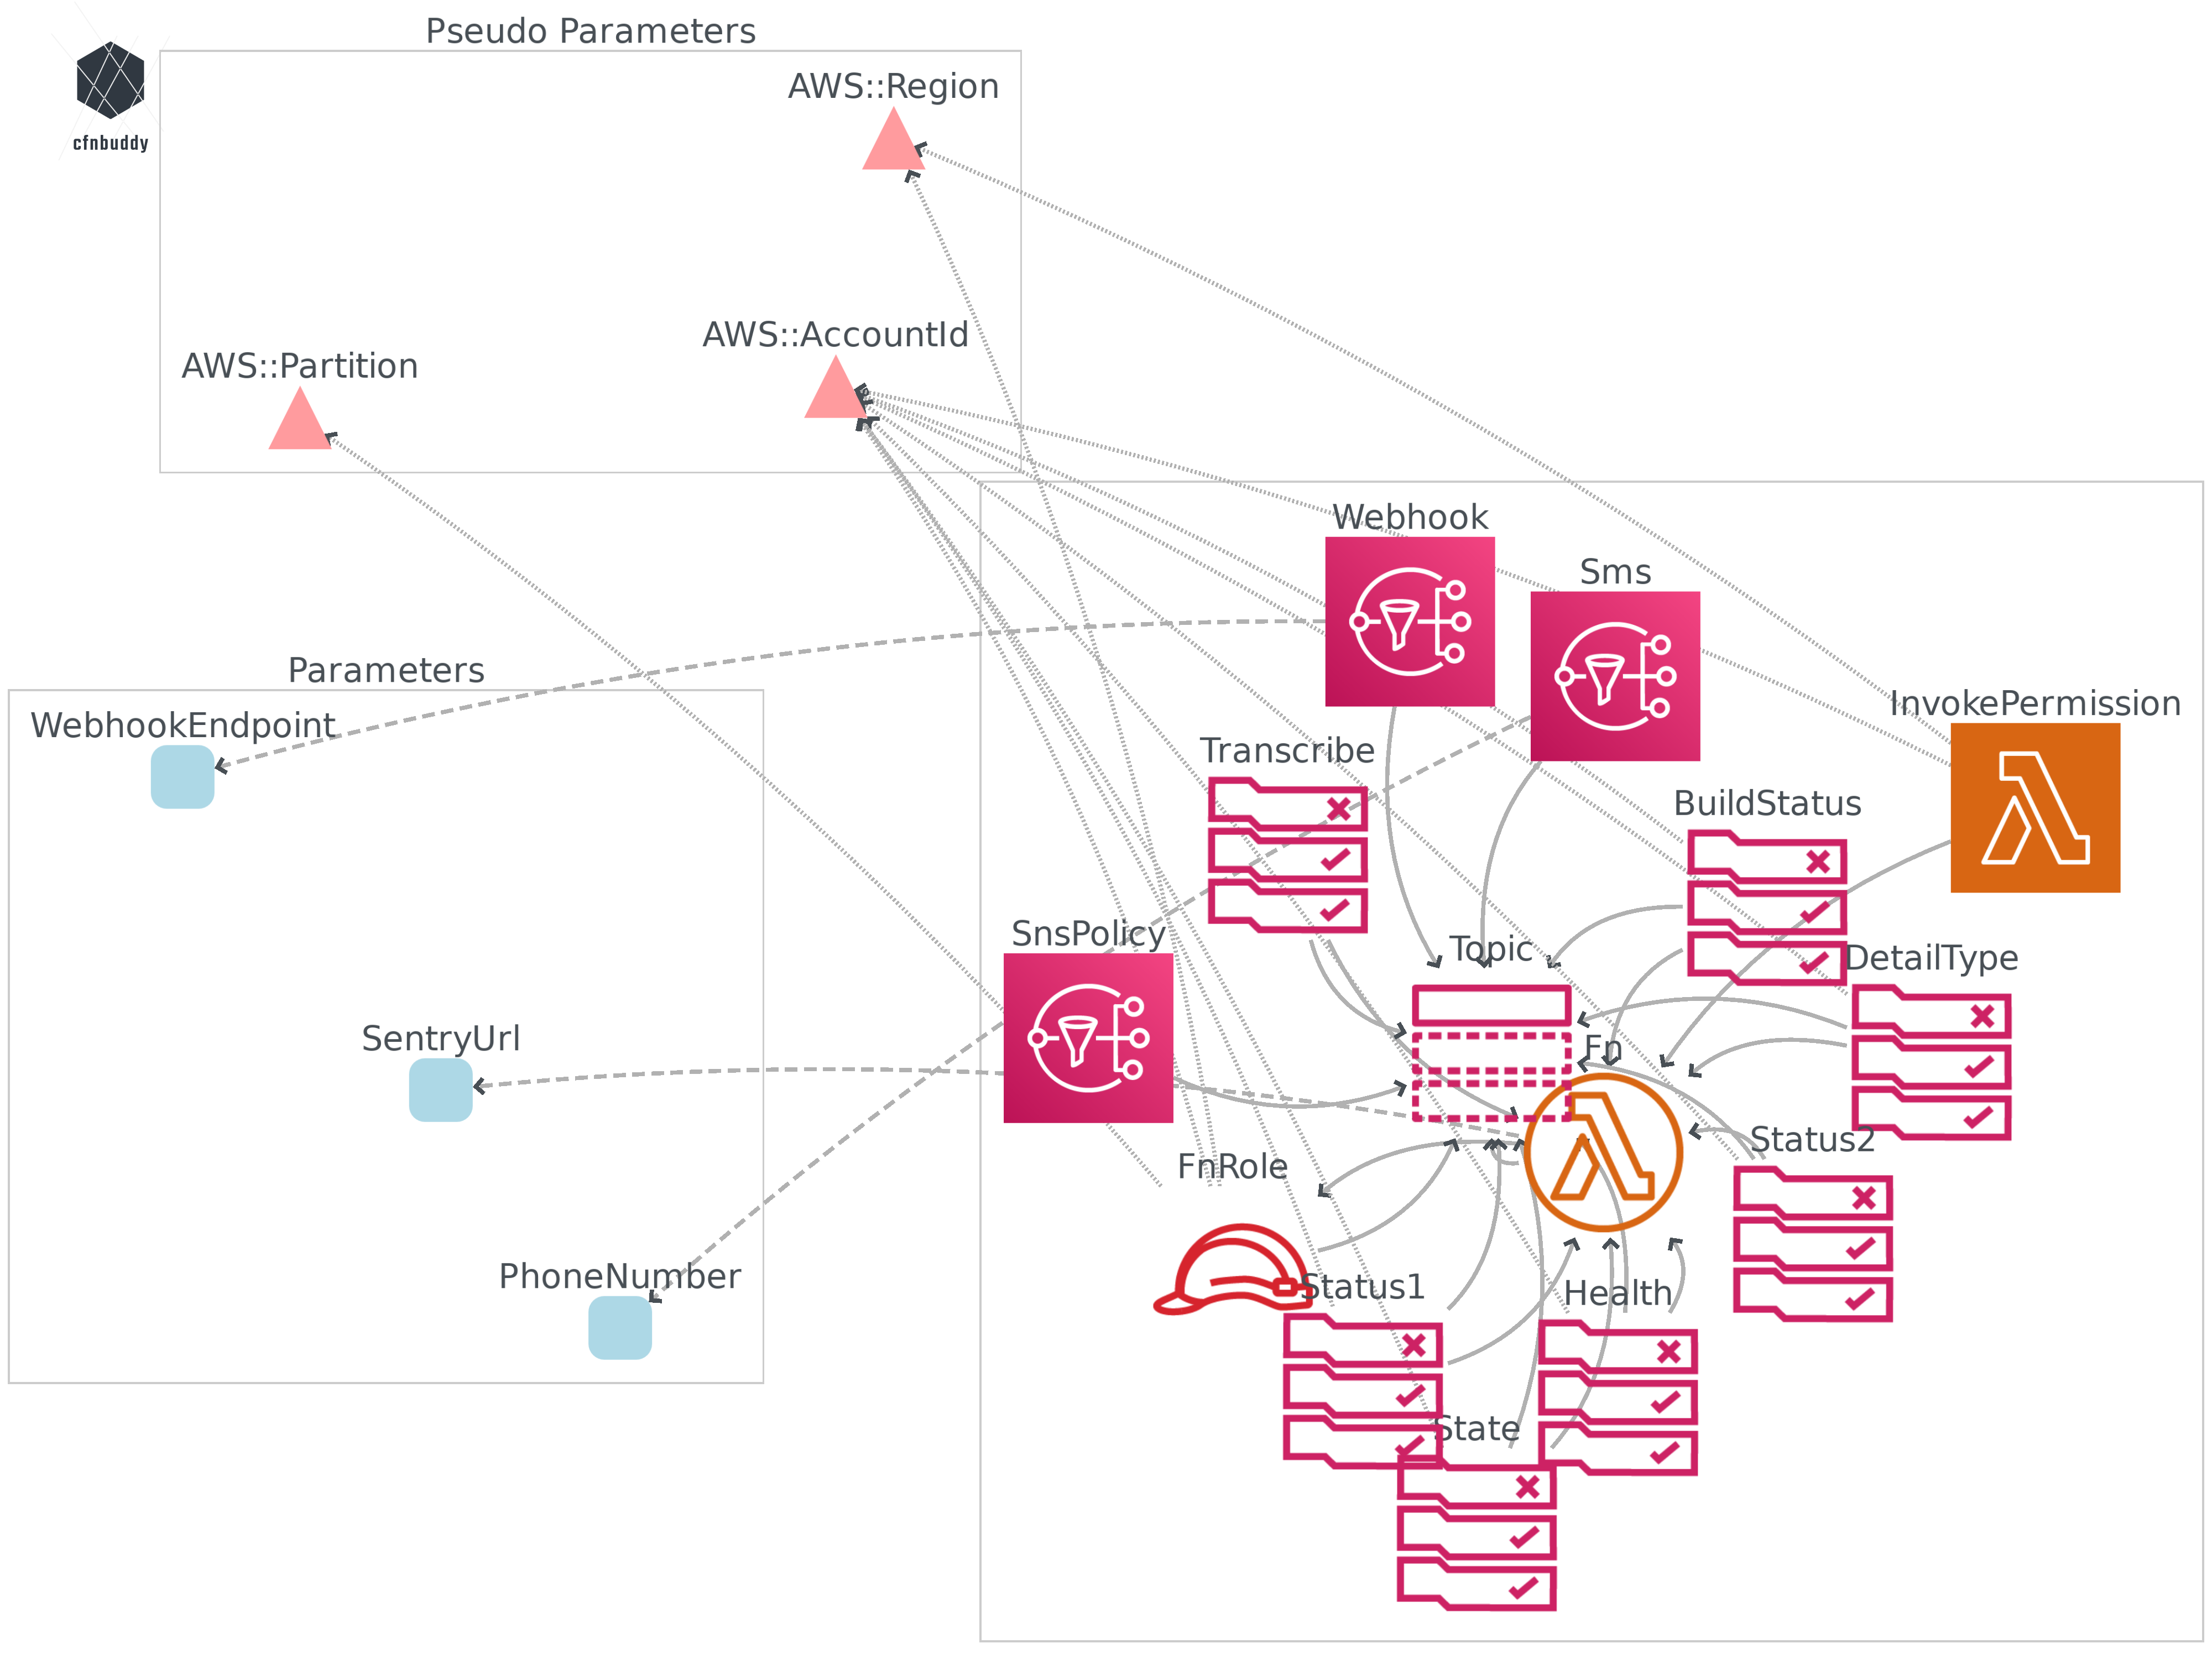 Pseudo Parameters
AWS::Region
cfnbuddy
AWS::AccountId
AWS::Partition
Webhook
Sms
Parameters
InvokePermission
WebhookEndpoint
Transcribe
BuildStatus
SnsPolicy
Topic
DetailType
SentryUrl
Fn
Status2
FnRole
PhoneNumber
Status1
Health
State